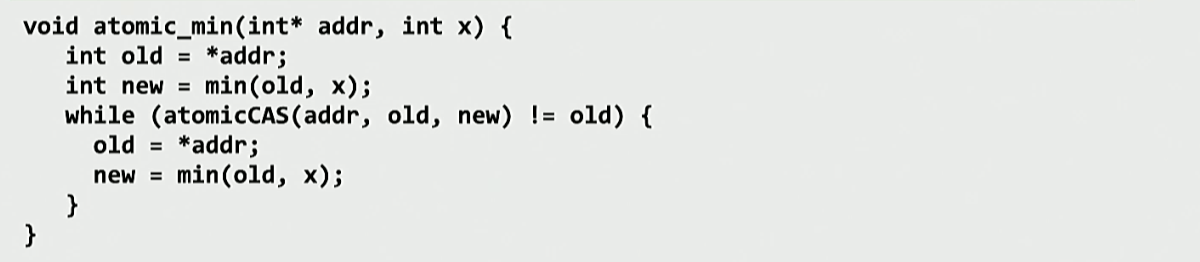 void atomic_min(int* addr, int x) {
   int old = *addr;
   int new = min(old, x);
   while (atomicCAS(addr, old, new) != old) {
     old = *addr;
     new = min(old, x);
   }
}